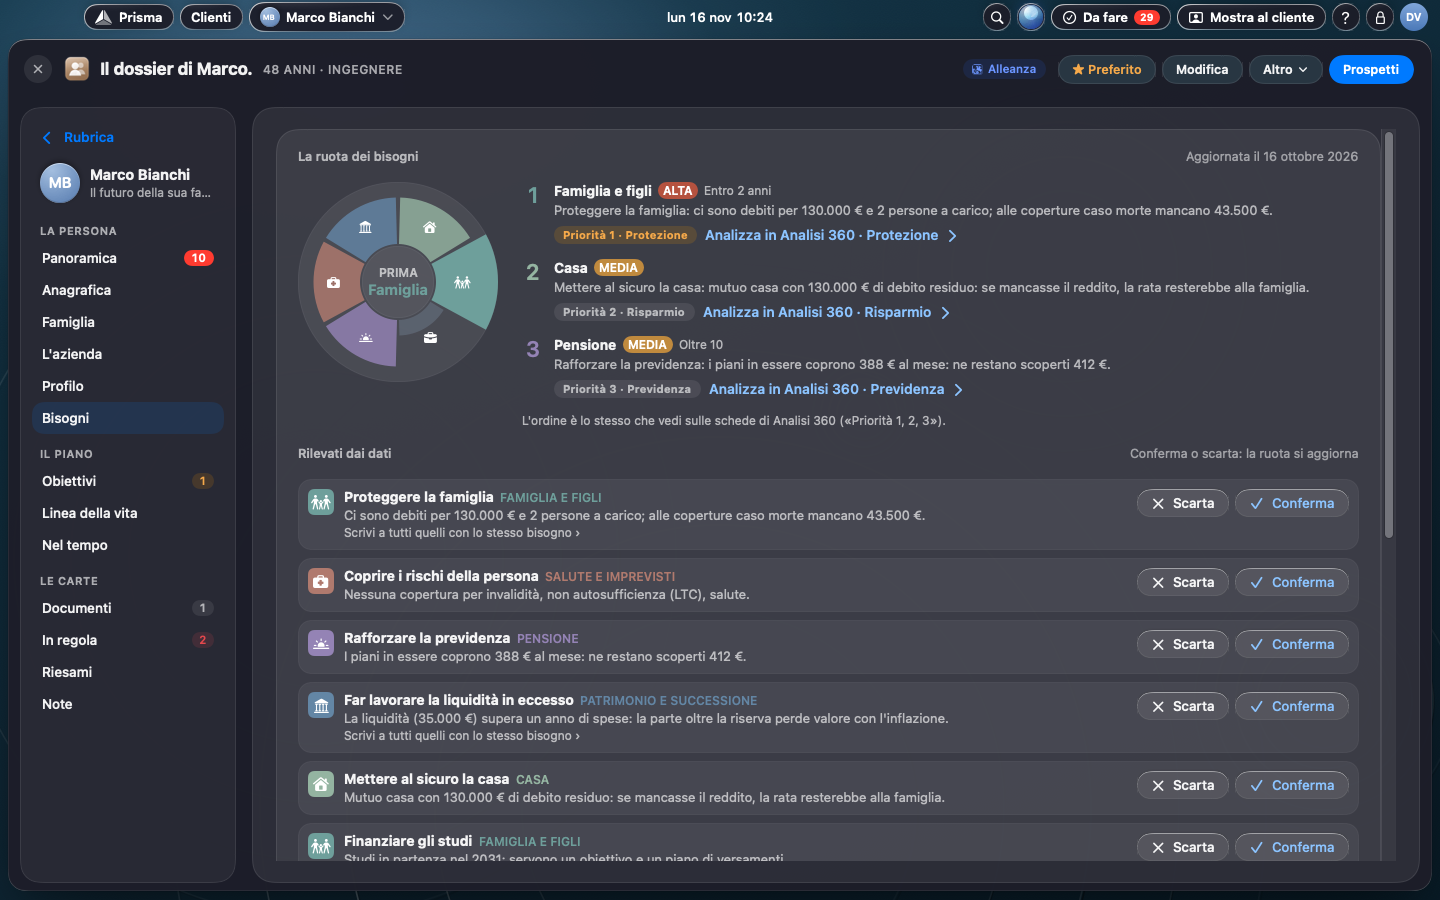 Prisma
Clienti
MB Marco Bianchi
lun 16 nov 10:24
Da fare 29
Mostra al cliente
?
DV
Il dossier di Marco. 48 ANNI · INGEGNERE
Alleanza
Preferito
Modifica
Altro
Prospetti
Rubrica
MB
Marco Bianchi
Il futuro della sua fa...
LA PERSONA
Panoramica 10
Anagrafica
Famiglia
L'azienda
Profilo
Bisogni
IL PIANO
Obiettivi 1
Linea della vita
Nel tempo
LE CARTE
Documenti 1
In regola 2
Riesami
Note
La ruota dei bisogni
Aggiornata il 16 ottobre 2026
PRIMA
Famiglia
1 Famiglia e figli ALTA Entro 2 anni
Proteggere la famiglia: ci sono debiti per 130.000 € e 2 persone a carico; alle coperture caso morte mancano 43.500 €.
Priorità 1 · Protezione Analizza in Analisi 360 · Protezione
2 Casa MEDIA
Mettere al sicuro la casa: mutuo casa con 130.000 € di debito residuo: se mancasse il reddito, la rata resterebbe alla famiglia.
Priorità 2 · Risparmio Analizza in Analisi 360 · Risparmio
3 Pensione MEDIA Oltre 10
Rafforzare la previdenza: i piani in essere coprono 388 € al mese: ne restano scoperti 412 €.
Priorità 3 · Previdenza Analizza in Analisi 360 · Previdenza
L'ordine è lo stesso che vedi sulle schede di Analisi 360 («Priorità 1, 2, 3»).
Rilevati dai dati
Conferma o scarta: la ruota si aggiorna
Proteggere la famiglia FAMIGLIA E FIGLI
Ci sono debiti per 130.000 € e 2 persone a carico; alle coperture caso morte mancano 43.500 €.
Scrivi a tutti quelli con lo stesso bisogno ›
Scarta
Conferma
Coprire i rischi della persona SALUTE E IMPREVISTI
Nessuna copertura per invalidità, non autosufficienza (LTC), salute.
Scarta
Conferma
Rafforzare la previdenza PENSIONE
I piani in essere coprono 388 € al mese: ne restano scoperti 412 €.
Scarta
Conferma
Far lavorare la liquidità in eccesso PATRIMONIO E SUCCESSIONE
La liquidità (35.000 €) supera un anno di spese: la parte oltre la riserva perde valore con l'inflazione.
Scrivi a tutti quelli con lo stesso bisogno ›
Scarta
Conferma
Mettere al sicuro la casa CASA
Mutuo casa con 130.000 € di debito residuo: se mancasse il reddito, la rata resterebbe alla famiglia.
Scarta
Conferma
Finanziare gli studi FAMIGLIA E FIGLI
Studi in partenza nel 2031: servono un obiettivo e un piano di versamenti.
Scarta
Conferma